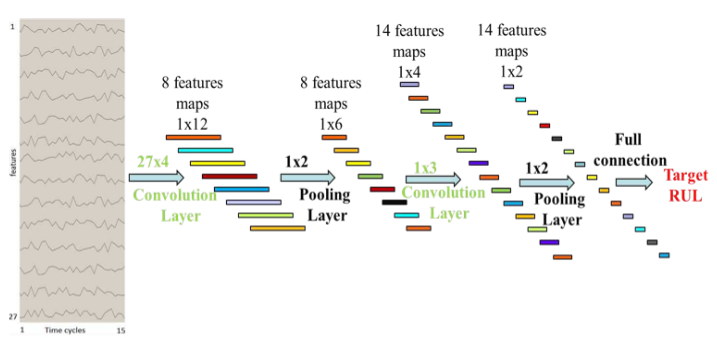 1
features
27
1
Time cycles
15
8 features
maps
1x12
27x4
Convolution
Layer
8 features
maps
1x6
1x2
Pooling
Layer
14 features
maps
1x4
1x3
Convolution
Layer
14 features
maps
1x2
1x2
Pooling
Layer
Full
connection
Target
RUL